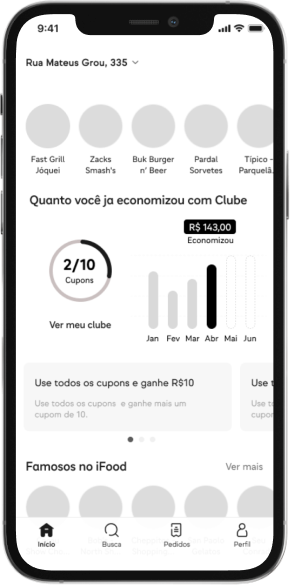 9:41
Rua Mateus Grou, 335
Fast Grill Zacks Buk Burger Pardal Típico -
Jóquei Smash's n' Beer Sorvetes Parquelâ.
Quanto você ja economizou com Clube
R$ 143,00
Economizou
2/10
Cupons
Ver meu clube
Jan Fev Mar Abr Mai Jun
Use todos os cupons e ganhe R$10 Use t
Use todos os cupons e ganhe mais um Use to
cupom de 10. cupor
Famosos no iFood Ver mais
Início Busca Pedidos Perfil